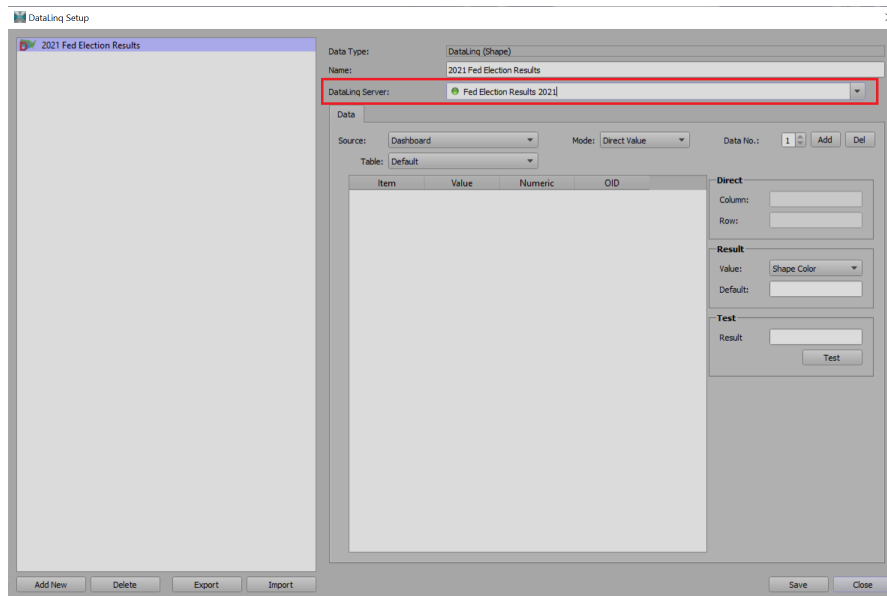 DataLinq Setup
2021 Fed Election Results
Data Type: DataLinq (Shape)
Name: 2021 Fed Election Results
DataLinq Server: Fed Election Results 2021
Data
Source: Dashboard Mode: Direct Value Data No.: 1 Add Del
Table: Default
Item Value Numeric OID
Direct
Column:
Row:
Result
Value: Shape Color
Default:
Test
Result
Test
Add New Delete Export Import Save Close